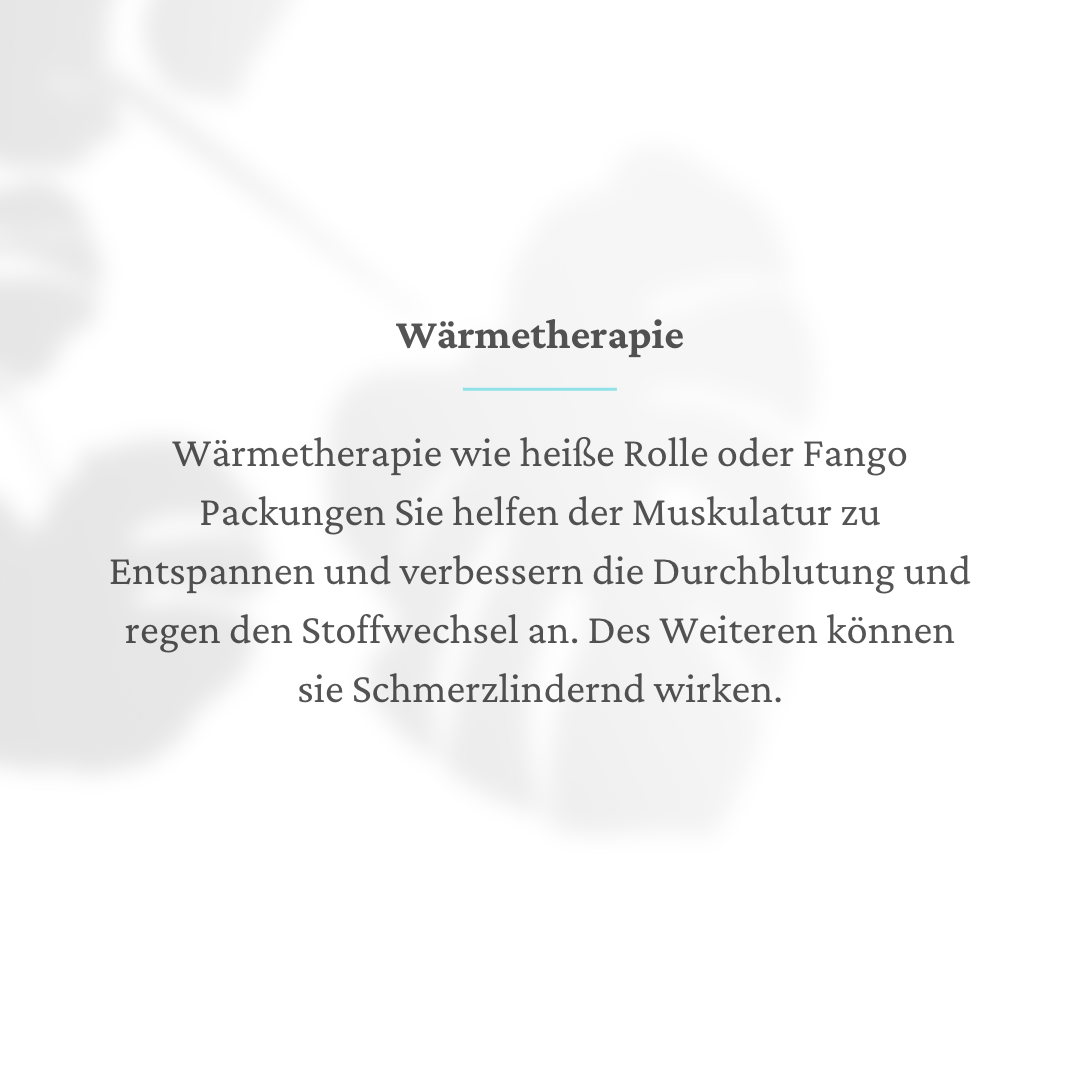 Wärmetherapie
Wärmetherapie wie heiße Rolle oder Fango
Packungen Sie helfen der Muskulatur zu
Entspannen und verbessern die Durchblutung und
regen den Stoffwechsel an. Des Weiteren können
sie Schmerzlindernd wirken.